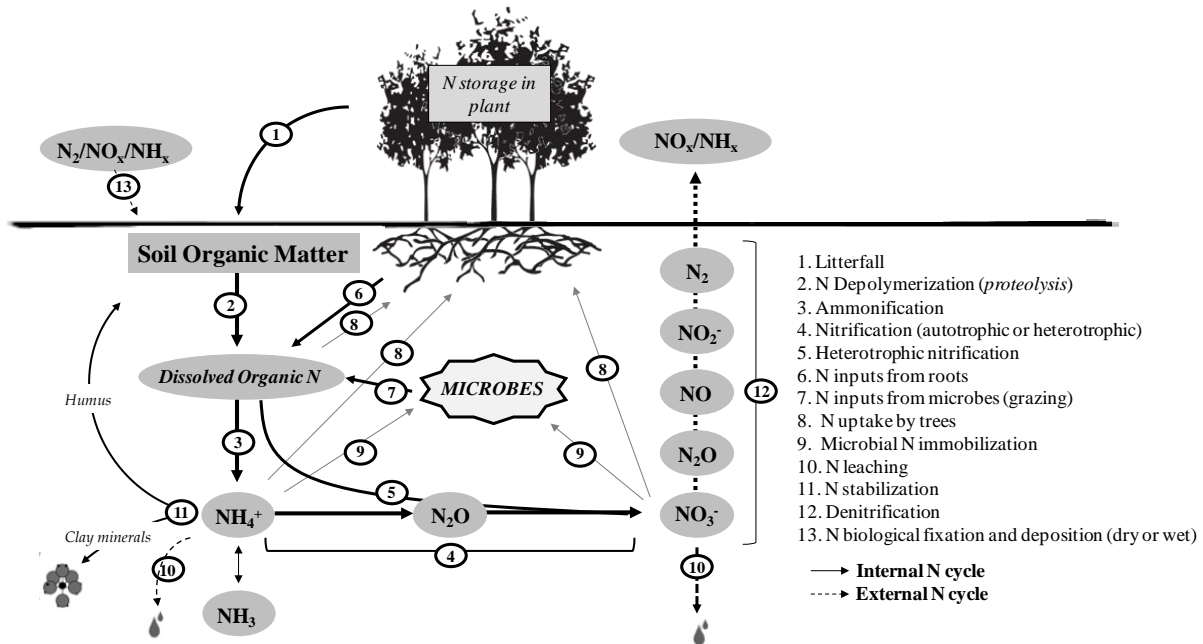 N storage in
plant
1
N₂/NOₓ/NHₓ
13
NOₓ/NHₓ
Soil Organic Matter
2
6
8
Dissolved Organic N
7
MICROBES
8
8
Humus
3
9
9
5
11
NH₄⁺
N₂O
NO₃⁻
Clay minerals
10
4
10
NH₃
N₂
NO₂⁻
NO
12
N₂O
1. Litterfall
2. N Depolymerization (proteolysis)
3. Ammonification
4. Nitrification (autotrophic or heterotrophic)
5. Heterotrophic nitrification
6. N inputs from roots
7. N inputs from microbes (grazing)
8. N uptake by trees
9. Microbial N immobilization
10. N leaching
11. N stabilization
12. Denitrification
13. N biological fixation and deposition (dry or wet)
Internal N cycle
External N cycle